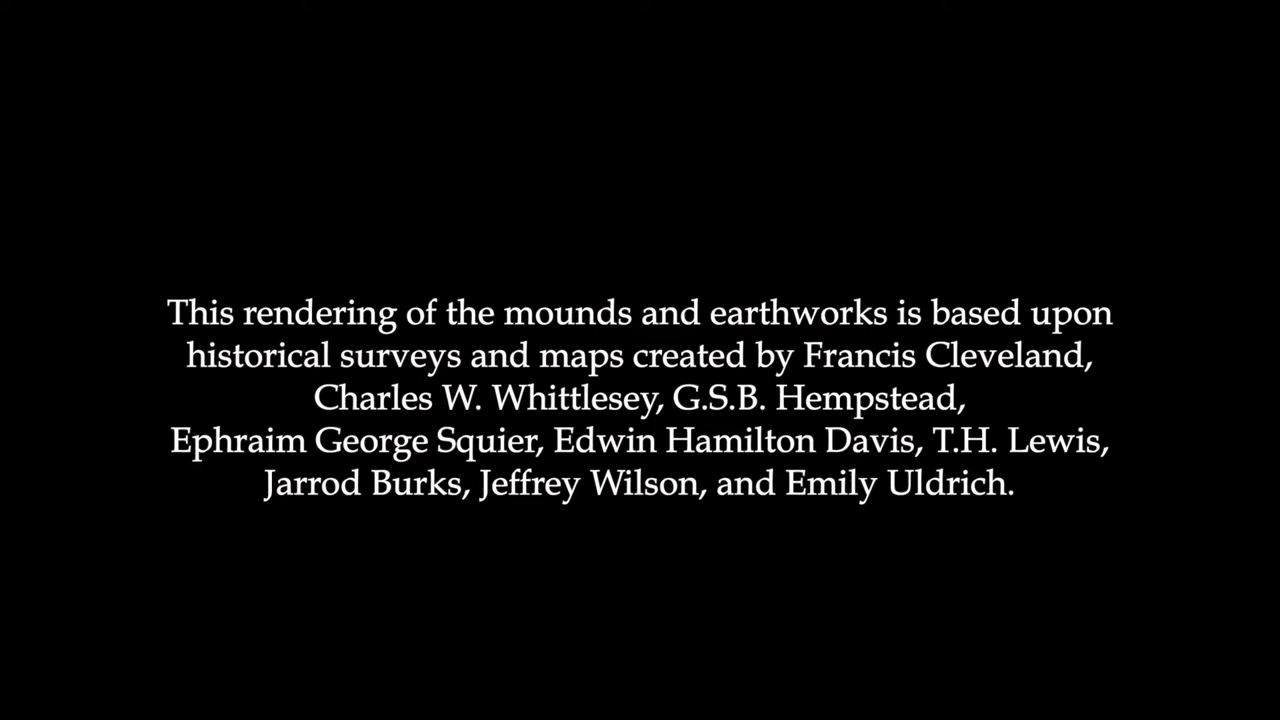 This rendering of the mounds and earthworks is based upon
historical surveys and maps created by Francis Cleveland,
Charles W. Whittlesey, G.S.B. Hempstead,
Ephraim George Squier, Edwin Hamilton Davis, T.H. Lewis,
Jarrod Burks, Jeffrey Wilson, and Emily Uldrich.